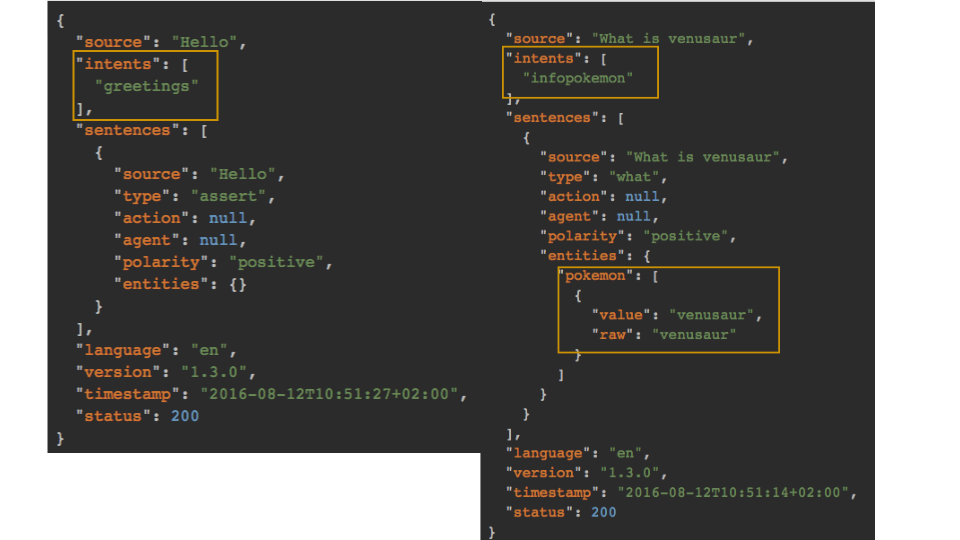 {
"source": "Hello",
"intents": [
"greetings"
],
"sentences": [
{
"source": "Hello",
"type": "assert",
"action": null,
"agent": null,
"polarity": "positive",
"entities": {}
}
],
"language": "en",
"version": "1.3.0",
"timestamp": "2016-08-12T10:51:27+02:00",
"status": 200
}
{
"source": "What is venusaur",
"intents": [
"infopokemon"
],
"sentences": [
{
"source": "What is venusaur",
"type": "what",
"action": null,
"agent": null,
"polarity": "positive",
"entities": {
"pokemon": [
{
"value": "venusaur",
"raw": "venusaur"
}
]
}
}
],
"language": "en",
"version": "1.3.0",
"timestamp": "2016-08-12T10:51:14+02:00",
"status": 200
}